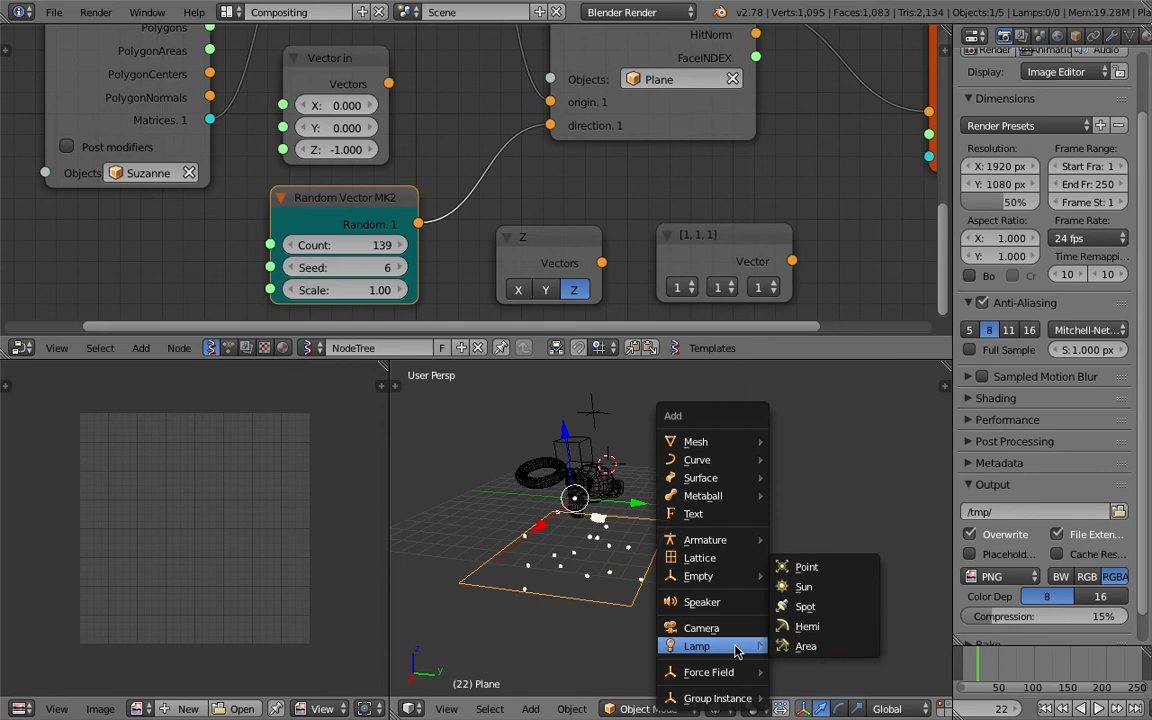 File Render Window Help Compositing Scene Blender Render v2.78 | Verts:1,095 | Faces:1,083 | Tris:2,134 | Objects:1/5 | Lamps:0/0 | Mem:19.28M | Pla
Polygons
PolygonAreas
PolygonCenters
PolygonNormals
Matrices. 1
Post modifiers
Objects Suzanne
Vector in
Vectors
X: 0.000
Y: 0.000
Z: -1.000
Random Vector MK2
Random. 1
Count: 139
Seed: 6
Scale: 1.00
HitNorm
FaceINDEX
Objects: Plane
origin. 1
direction. 1
Z
Vectors
X Y Z
[1, 1, 1]
Vector
1 1 1
View Select Add Node NodeTree F Templates
User Persp
(22) Plane
Add
Mesh
Curve
Surface
Metaball
Text
Armature
Lattice
Empty
Speaker
Camera
Lamp
Force Field
Group Instance
Point
Sun
Spot
Hemi
Area
z
y
View Image New Open View
View Select Add Object Object Mode Global
Render Animatic Audio
Display: Image Editor
Dimensions
Render Presets
Resolution: Frame Range:
X: 1920 px Start Fra: 1
Y: 1080 px End Fr: 250
50% Frame St: 1
Aspect Ratio: Frame Rate:
X: 1.000 24 fps
Y: 1.000 Time Remappi...
Bo Cr 10 10
Anti-Aliasing
5 8 11 16 Mitchell-Net...
Full Sample S:1.000 px
Sampled Motion Blur
Shading
Performance
Post Processing
Metadata
Output
/tmp/
Overwrite File Exten...
Placehold... Cache Res...
PNG BW RGB RGBA
Color Dep 8 16
Compression: 15%
50 100 150 200 250
22